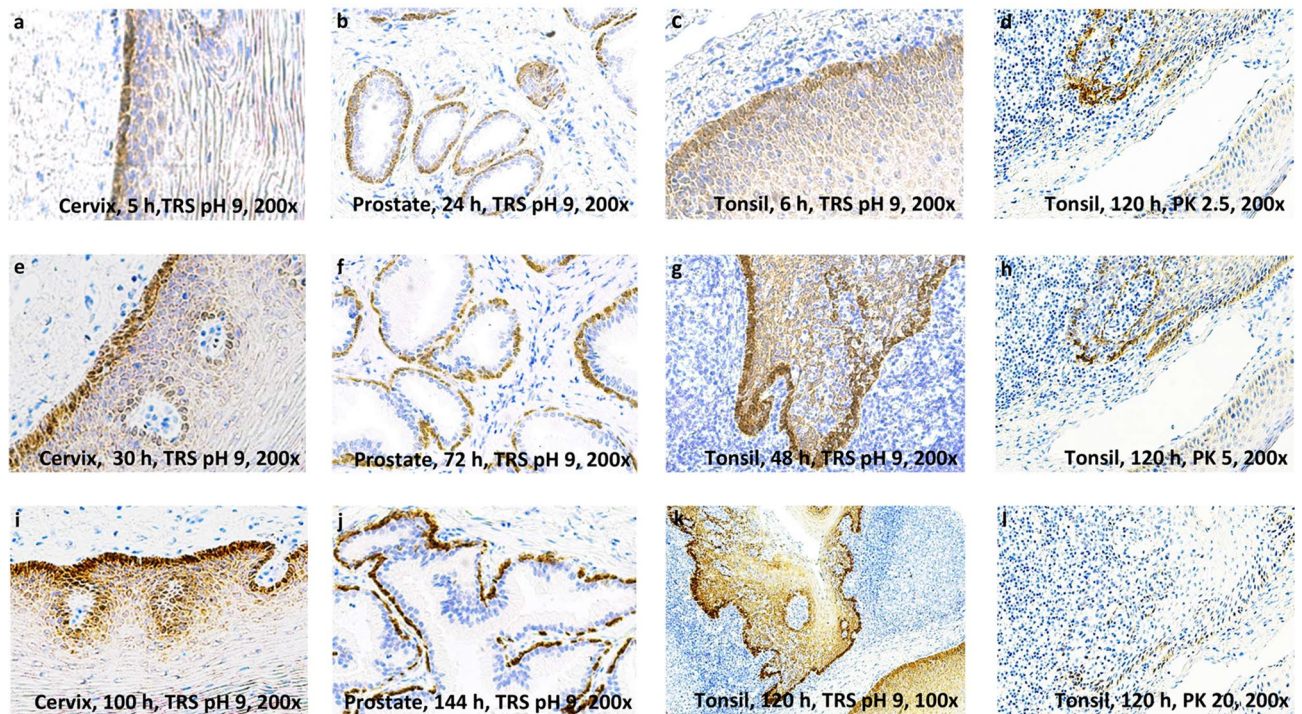 a
Cervix, 5 h,TRS pH 9, 200x
b
Prostate, 24 h, TRS pH 9, 200x
c
Tonsil, 6 h, TRS pH 9, 200x
d
Tonsil, 120 h, PK 2.5, 200x
e
Cervix, 30 h, TRS pH 9, 200x
f
Prostate, 72 h, TRS pH 9, 200x
g
Tonsil, 48 h, TRS pH 9, 200x
h
Tonsil, 120 h, PK 5, 200x
i
Cervix, 100 h, TRS pH 9, 200x
j
Prostate, 144 h, TRS pH 9, 200x
k
Tonsil, 120 h, TRS pH 9, 100x
l
Tonsil, 120 h, PK 20, 200x